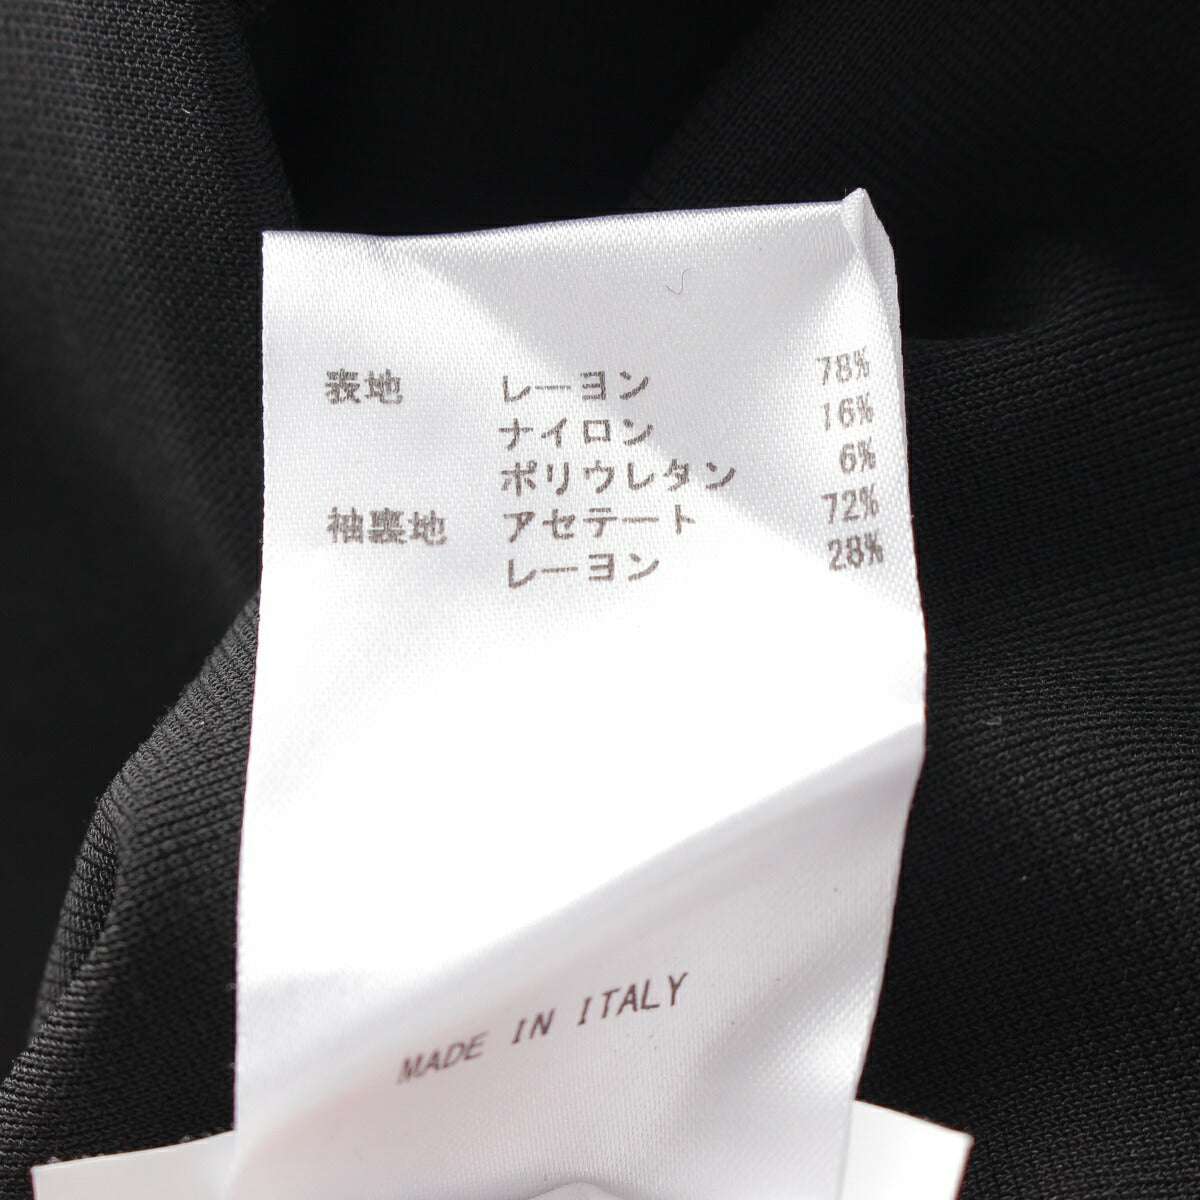 表地 レーヨン 78%
ナイロン 16%
ポリウレタン 6%
袖裏地 アセテート 72%
レーヨン 28%
MADE IN ITALY